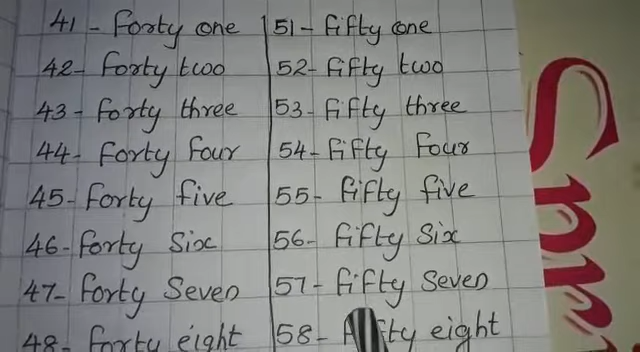 41 - forty one
42 - forty two
43 - forty three
44 - forty four
45 - forty five
46 - forty six
47 - forty seven
48 - forty eight
51 - fifty one
52 - fifty two
53 - fifty three
54 - fifty four
55 - fifty five
56 - fifty six
57 - fifty seven
58 - fifty eight